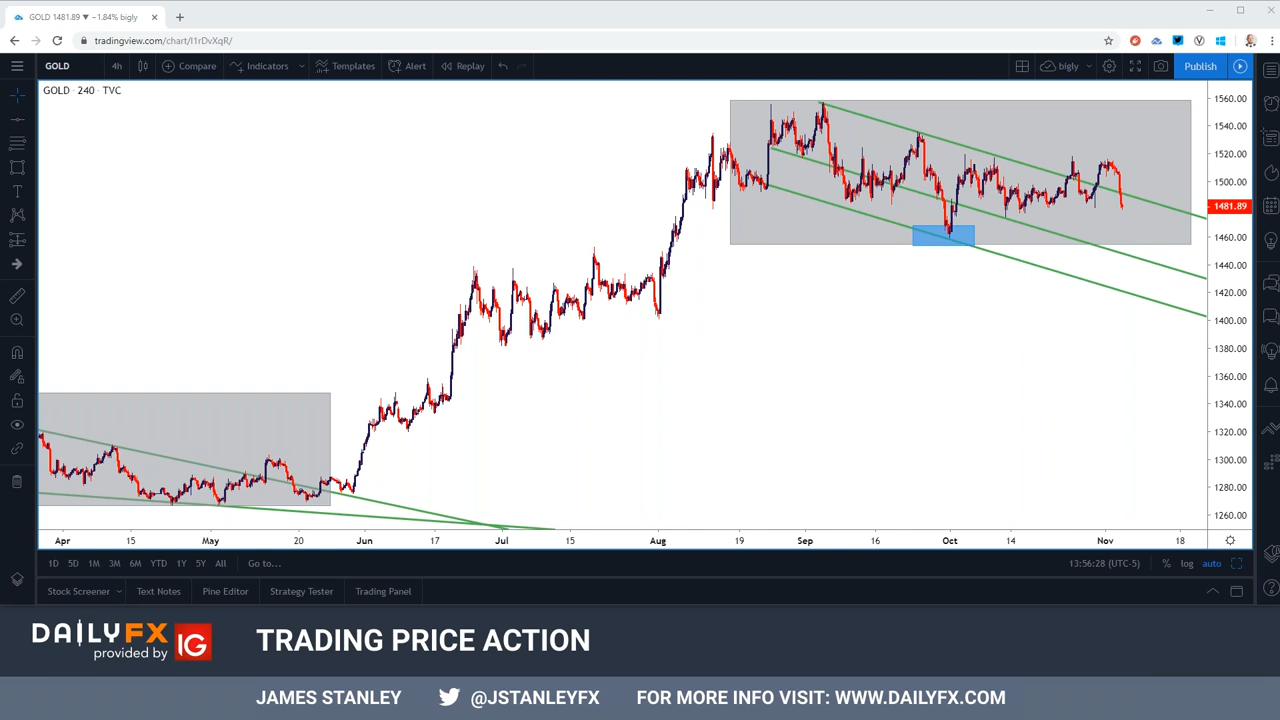 GOLD 1481.89 ▼ −1.84% bigly
tradingview.com/chart/I1rDvXqR/
GOLD 4h Compare Indicators Templates Alert Replay bigly Publish
GOLD · 240 · TVC
1560.00
1540.00
1520.00
1500.00
1481.89
1460.00
1440.00
1420.00
1400.00
1380.00
1360.00
1340.00
1320.00
1300.00
1280.00
1260.00
Apr 15 May 20 Jun 17 Jul 15 Aug 19 Sep 16 Oct 14 Nov 18
1D 5D 1M 3M 6M YTD 1Y 5Y All Go to... 13:56:28 (UTC-5) % log auto
Stock Screener Text Notes Pine Editor Strategy Tester Trading Panel
DAILYFX
provided by IG
TRADING PRICE ACTION
JAMES STANLEY @JSTANLEYFX FOR MORE INFO VISIT: WWW.DAILYFX.COM